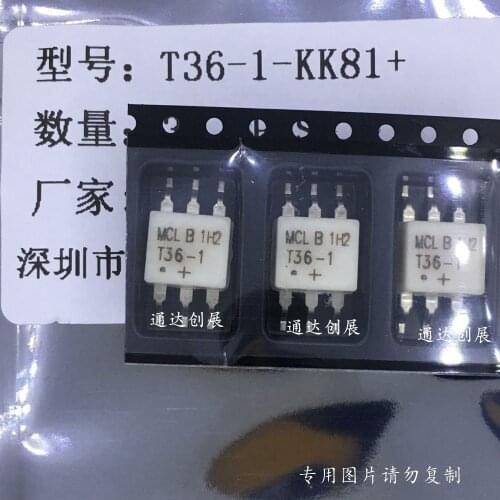 型号: T36-1-KK81+
数量
厂家:
深圳市
MCL B 1H2
T36-1
+
MCL B 1H2
T36-1
+
MCL B 1H2
T36-1
+
通达创展
通达创展
通达创展
专用图片请勿复制